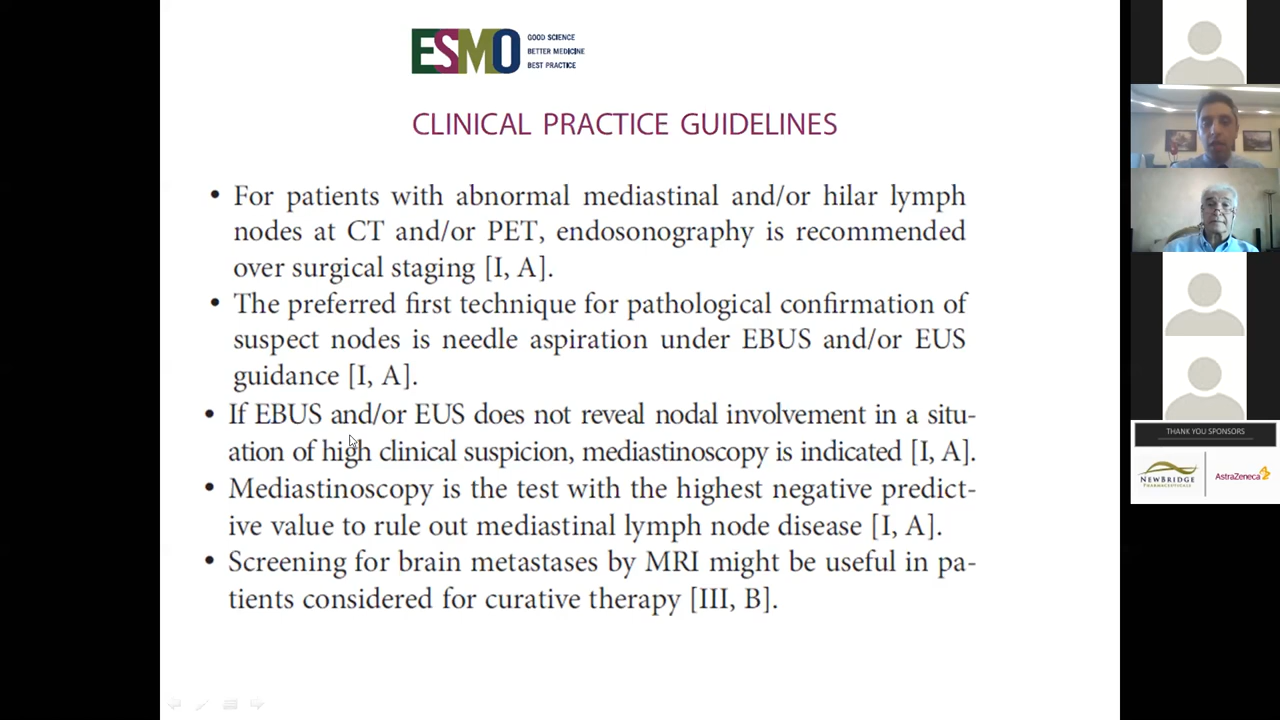 ESMO
GOOD SCIENCE
BETTER MEDICINE
BEST PRACTICE
CLINICAL PRACTICE GUIDELINES
• For patients with abnormal mediastinal and/or hilar lymph
nodes at CT and/or PET, endosonography is recommended
over surgical staging [I, A].
• The preferred first technique for pathological confirmation of
suspect nodes is needle aspiration under EBUS and/or EUS
guidance [I, A].
• If EBUS and/or EUS does not reveal nodal involvement in a situ-
ation of high clinical suspicion, mediastinoscopy is indicated [I, A].
• Mediastinoscopy is the test with the highest negative predict-
ive value to rule out mediastinal lymph node disease [I, A].
• Screening for brain metastases by MRI might be useful in pa-
tients considered for curative therapy [III, B].
THANK YOU SPONSORS
NEWBRIDGE
PHARMACEUTICALS
AstraZeneca